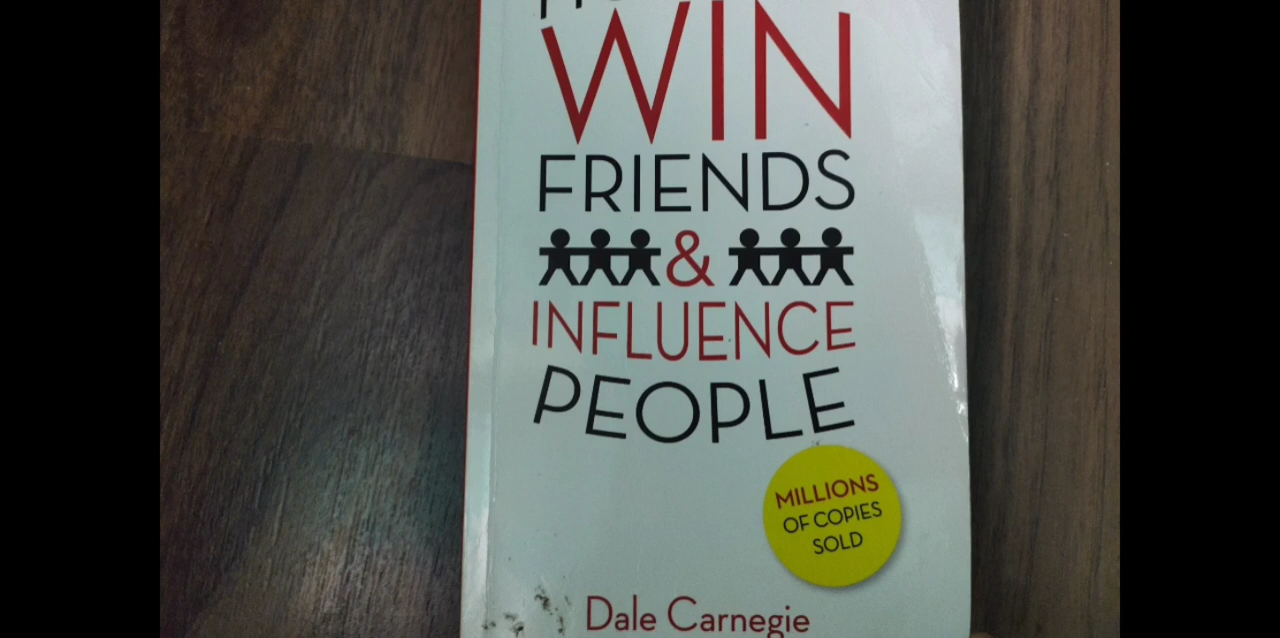 WIN
FRIENDS
&
INFLUENCE
PEOPLE
MILLIONS
OF COPIES
SOLD
Dale Carnegie